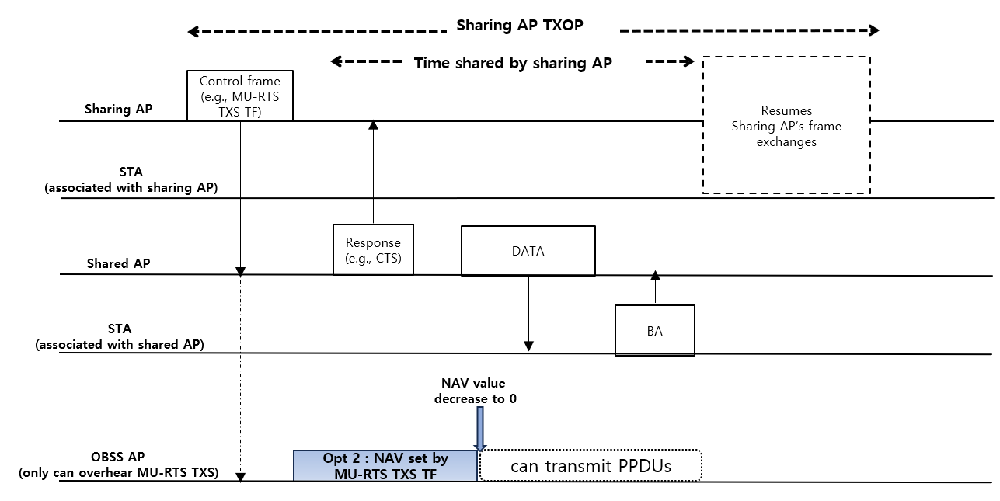 Sharing AP TXOP
Time shared by sharing AP
Control frame
(e.g., MU-RTS
TXS TF)
Sharing AP
Resumes
Sharing AP's frame
exchanges
STA
(associated with sharing AP)
Response
(e.g., CTS)
DATA
Shared AP
STA
(associated with shared AP)
BA
NAV value
decrease to 0
OBSS AP
(only can overhear MU-RTS TXS)
Opt 2 : NAV set by
MU-RTS TXS TF
can transmit PPDUs